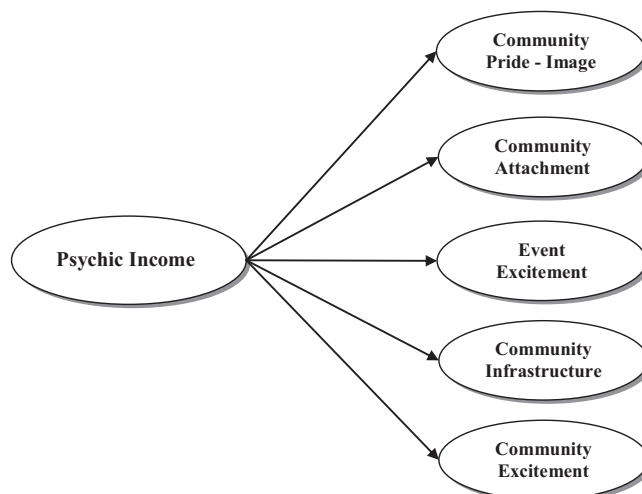 Community
Pride - Image
Community
Attachment
Psychic Income
Event
Excitement
Community
Infrastructure
Community
Excitement